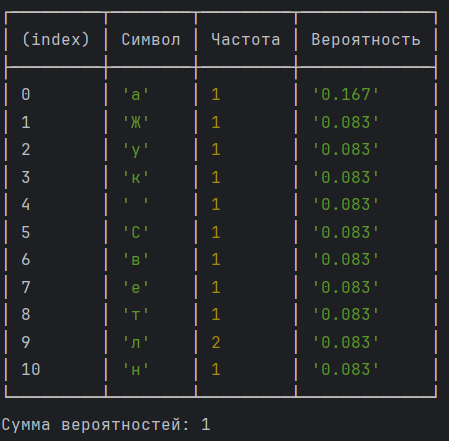 (index) Символ Частота Вероятность
0 'а' 1 '0.167'
1 'Ж' 1 '0.083'
2 'у' 1 '0.083'
3 'к' 1 '0.083'
4 ' ' 1 '0.083'
5 'С' 1 '0.083'
6 'в' 1 '0.083'
7 'е' 1 '0.083'
8 'т' 1 '0.083'
9 'л' 2 '0.083'
10 'н' 1 '0.083'
Сумма вероятностей: 1